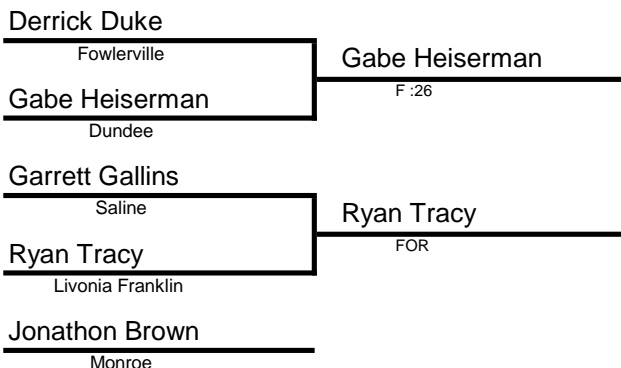 Derrick Duke
Fowlerville
Gabe Heiserman
Dundee
Gabe Heiserman
F :26
Garrett Gallins
Saline
Ryan Tracy
Livonia Franklin
Ryan Tracy
FOR
Jonathon Brown
Monroe